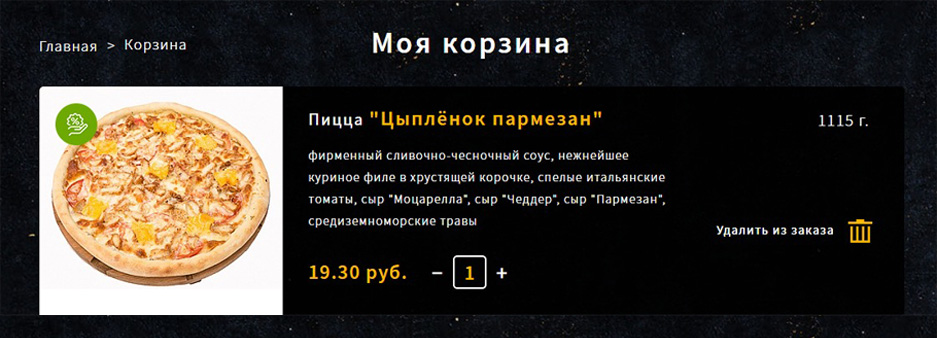 Главная > Корзина
Моя корзина
Пицца "Цыплёнок пармезан"
1115 г.
фирменный сливочно-чесночный соус, нежнейшее
куриное филе в хрустящей корочке, спелые итальянские
томаты, сыр "Моцарелла", сыр "Чеддер", сыр "Пармезан",
средиземноморские травы
Удалить из заказа
19.30 руб. − 1 +